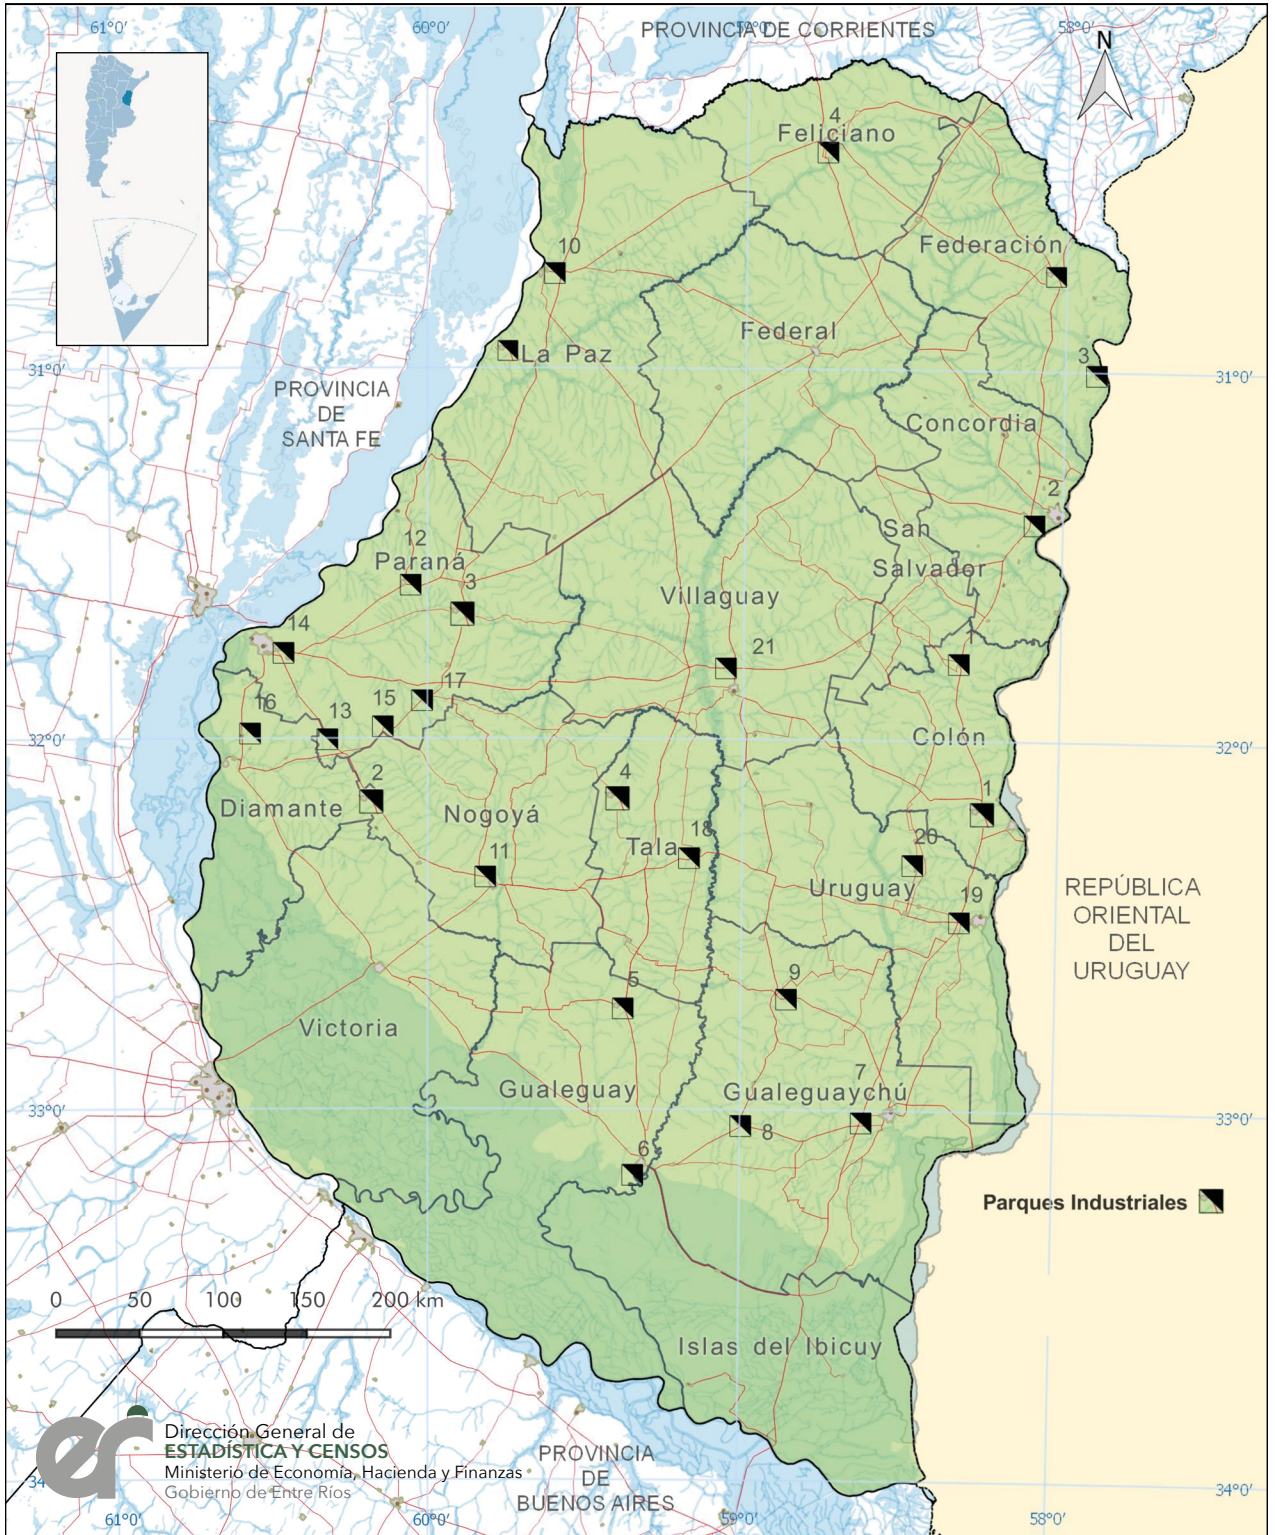 61°0'
60°0'
59°0'
58°0'
PROVINCIA DE CORRIENTES
N
4
Feliciano
Federación
10
Federal
La Paz
3
31°0'
31°0'
PROVINCIA
DE
SANTA FE
Concordia
2
San
Salvador
12
Paraná
3
Villaguay
14
21
1
17
16
13
15
32°0'
32°0'
Colón
2
4
1
Diamante
Nogoyá
18
Tala
20
11
Uruguay
19
REPÚBLICA
ORIENTAL
DEL
URUGUAY
5
9
Victoria
7
Gualeguay
Gualeguaychú
33°0'
33°0'
8
6
Parques Industriales
0 50 100 150 200 km
Islas del Ibicuy
er
Dirección General de
ESTADÍSTICA Y CENSOS
Ministerio de Economía, Hacienda y Finanzas
Gobierno de Entre Ríos
PROVINCIA
DE
BUENOS AIRES
34
34°0'
61°0'
60°0'
59°0'
58°0'